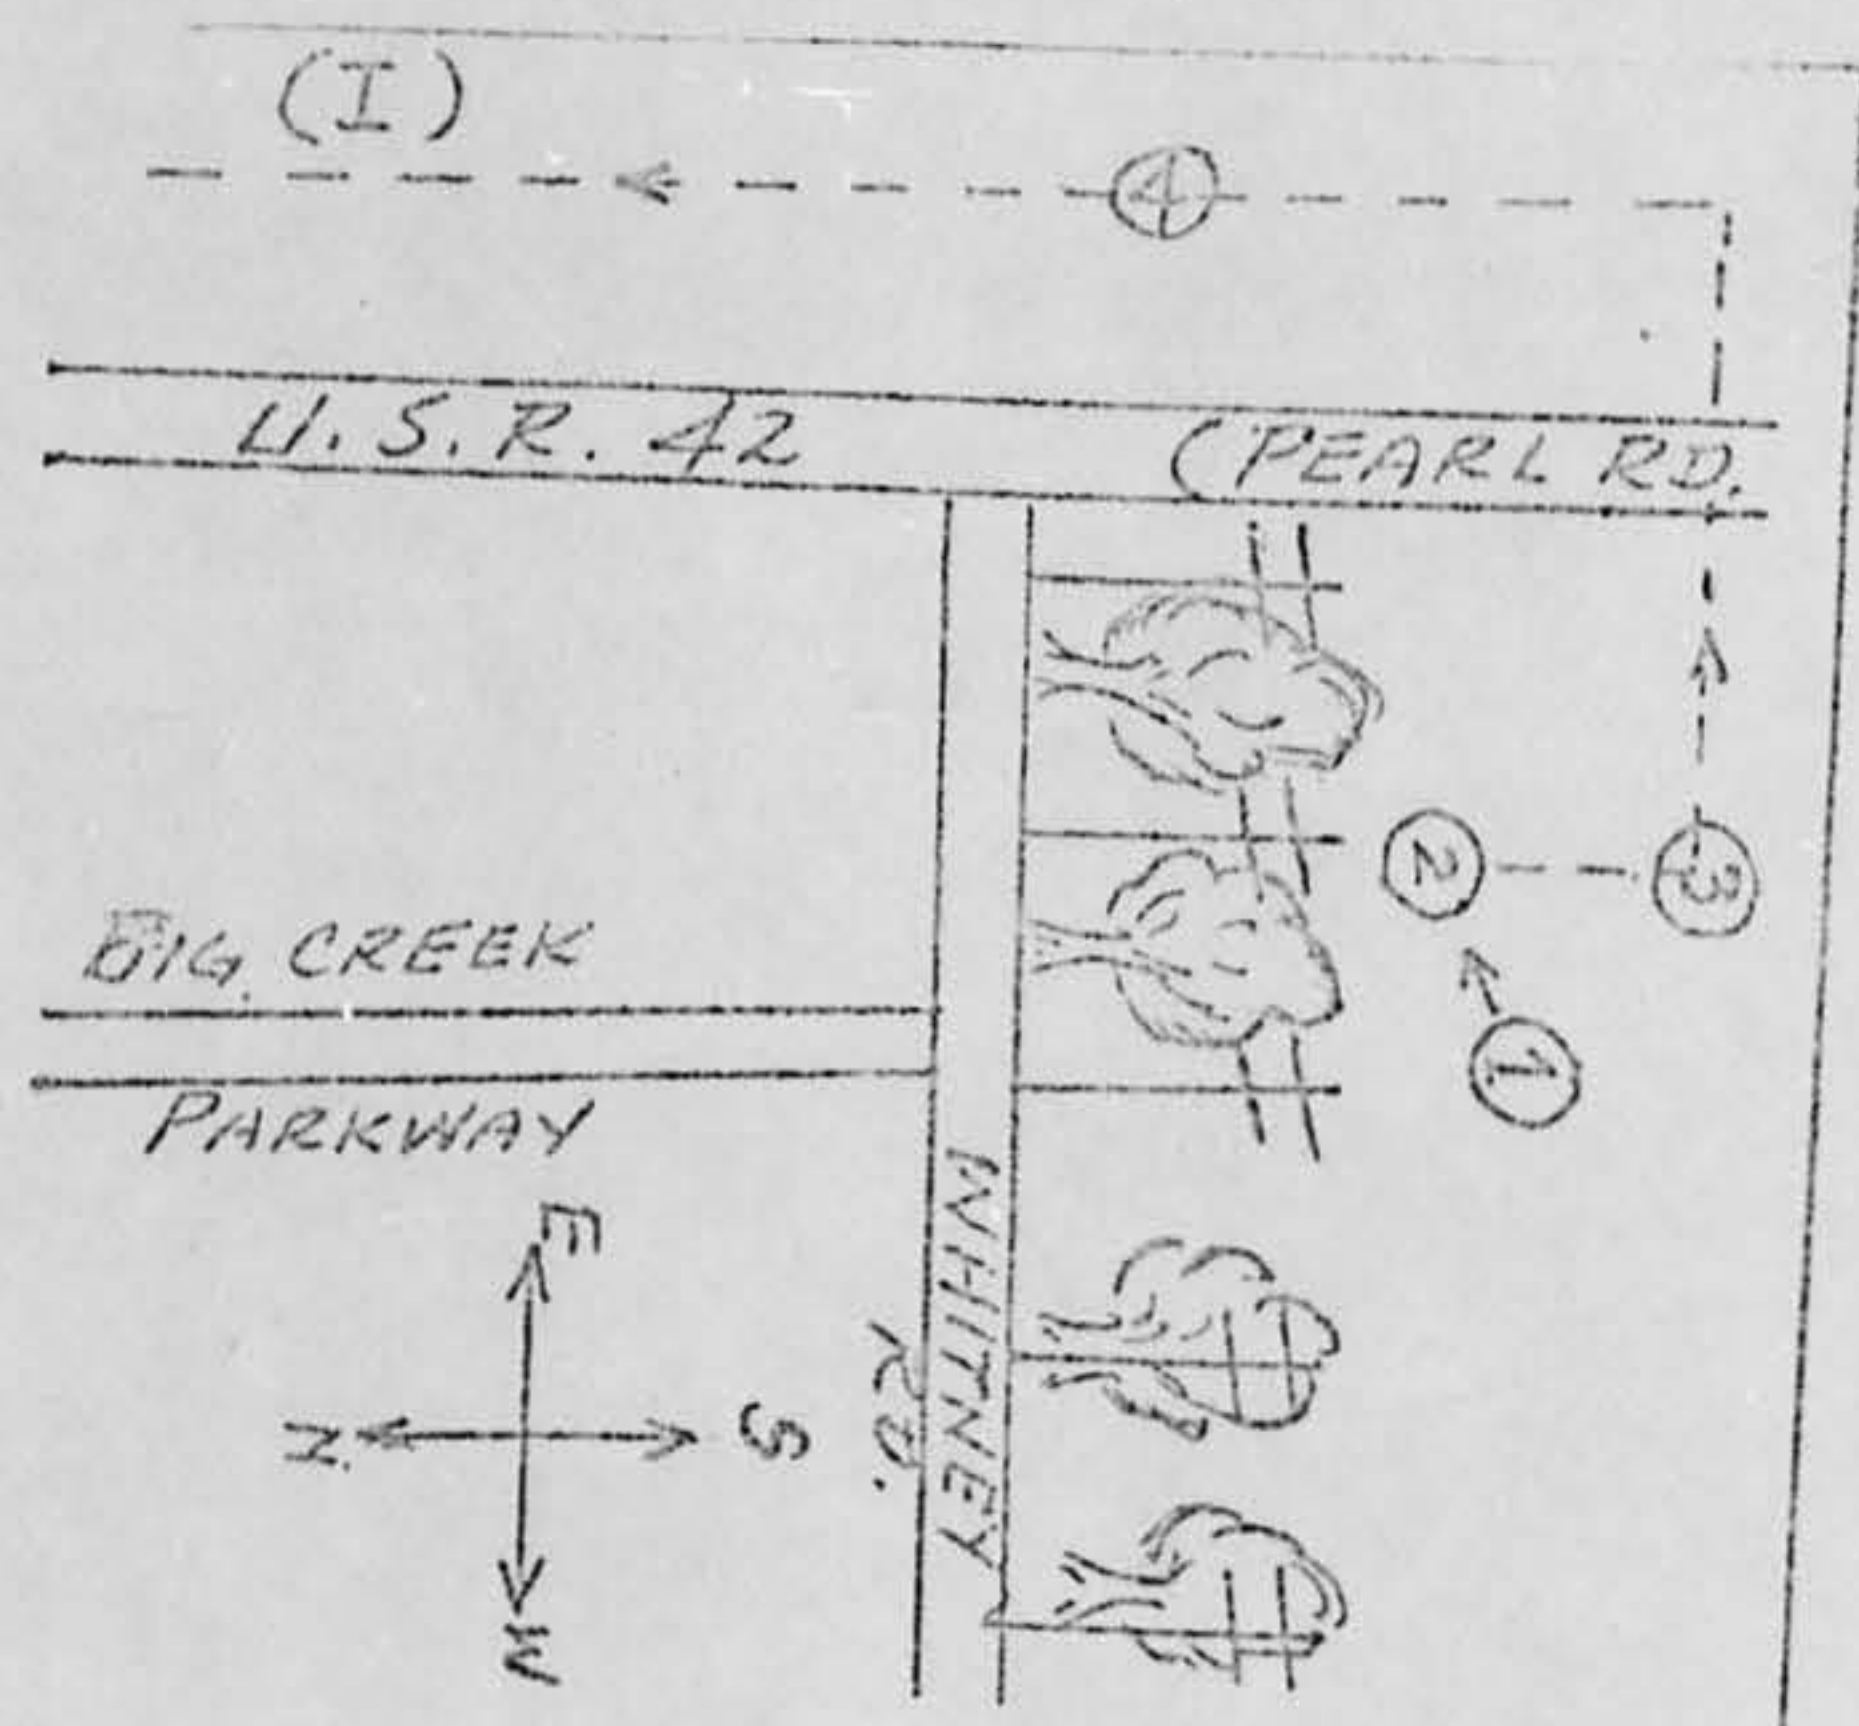 (I)
4
U.S.R. 42 (PEARL RD.
2
3
1
BIG CREEK
PARKWAY
WHITNEY
RD.
E
N.
S
W